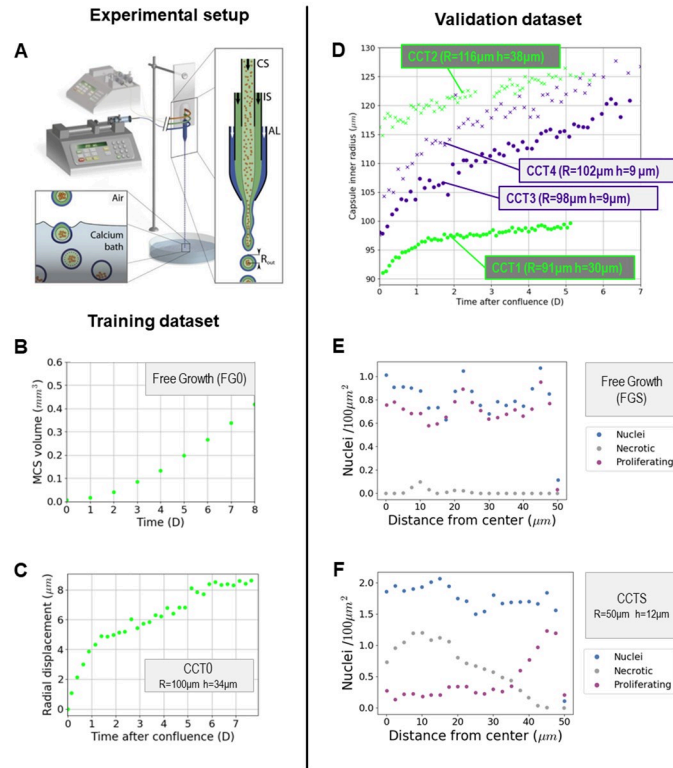 Experimental setup
A
CS
IS
AL
Air
Calcium
bath
R_out
Training dataset
B
MCS volume (mm³)
0.6
0.5
0.4
0.3
0.2
0.1
0.0
Free Growth (FG0)
0 1 2 3 4 5 6 7 8
Time (D)
C
Radial displacement (μm)
8
6
4
2
0
CCT0
R=100μm h=34μm
0 1 2 3 4 5 6 7
Time after confluence (D)
Validation dataset
D
Capsule inner radius (μm)
130
125
120
115
110
105
100
95
90
CCT2 (R=116μm h=38μm)
CCT4 (R=102μm h=9 μm)
CCT3 (R=98μm h=9μm)
CCT1 (R=91μm h=30μm)
0 1 2 3 4 5 6 7
Time after confluence (D)
E
Nuclei /100μm²
1.0
0.8
0.6
0.4
0.2
0.0
0 10 20 30 40 50
Distance from center (μm)
Free Growth
(FGS)
Nuclei
Necrotic
Proliferating
F
Nuclei /100μm²
2.0
1.5
1.0
0.5
0.0
0 10 20 30 40 50
Distance from center (μm)
CCTS
R=50μm h=12μm
Nuclei
Necrotic
Proliferating